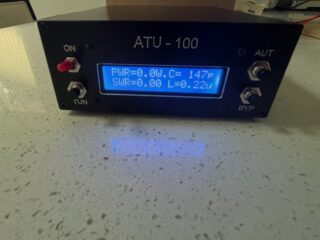 ATU - 100
ON
AUT
PWR=0.0W.C= 147p
SWR=0.00 L=0.22u
TUN
BYP